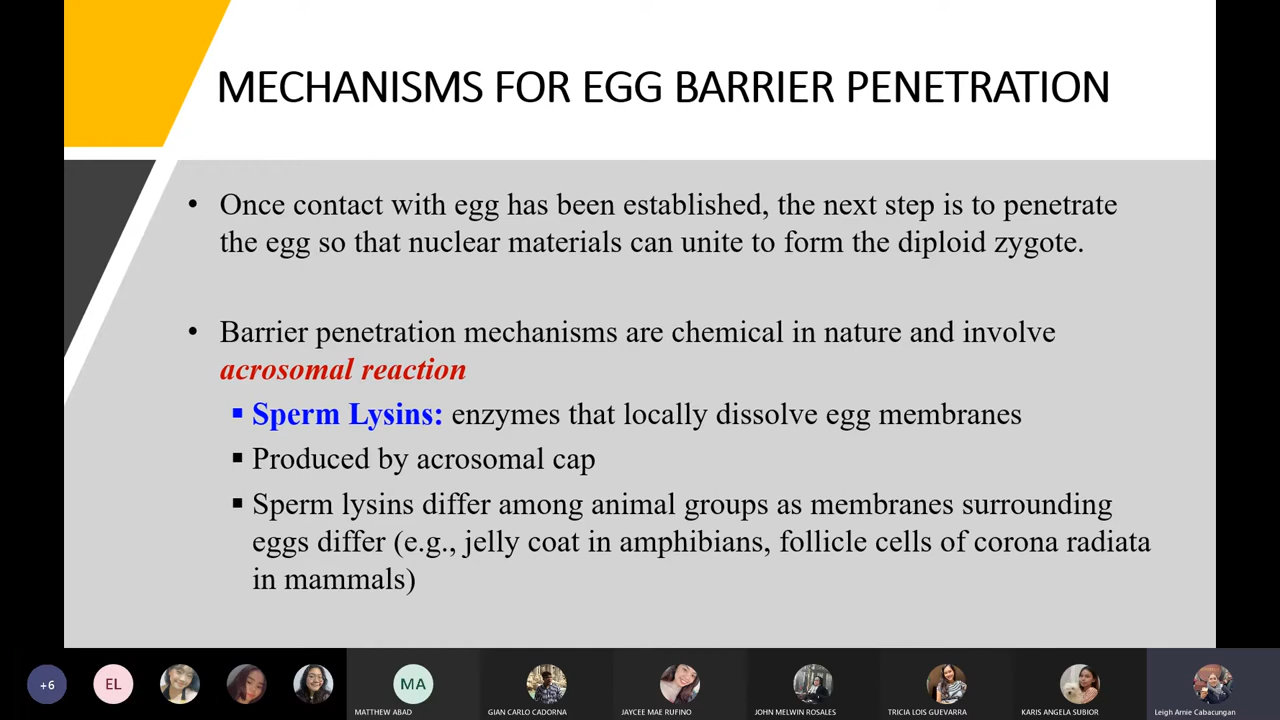 MECHANISMS FOR EGG BARRIER PENETRATION
• Once contact with egg has been established, the next step is to penetrate
the egg so that nuclear materials can unite to form the diploid zygote.
• Barrier penetration mechanisms are chemical in nature and involve
acrosomal reaction
▪ Sperm Lysins: enzymes that locally dissolve egg membranes
▪ Produced by acrosomal cap
▪ Sperm lysins differ among animal groups as membranes surrounding
eggs differ (e.g., jelly coat in amphibians, follicle cells of corona radiata
in mammals)
+6
EL
MA
MATTHEW ABAD
GIAN CARLO CADORNA
JAYCEE MAE RUFINO
JOHN MELWIN ROSALES
TRICIA LOIS GUEVARRA
KARIS ANGELA SUBIOR
Leigh Arnie Cabacungan